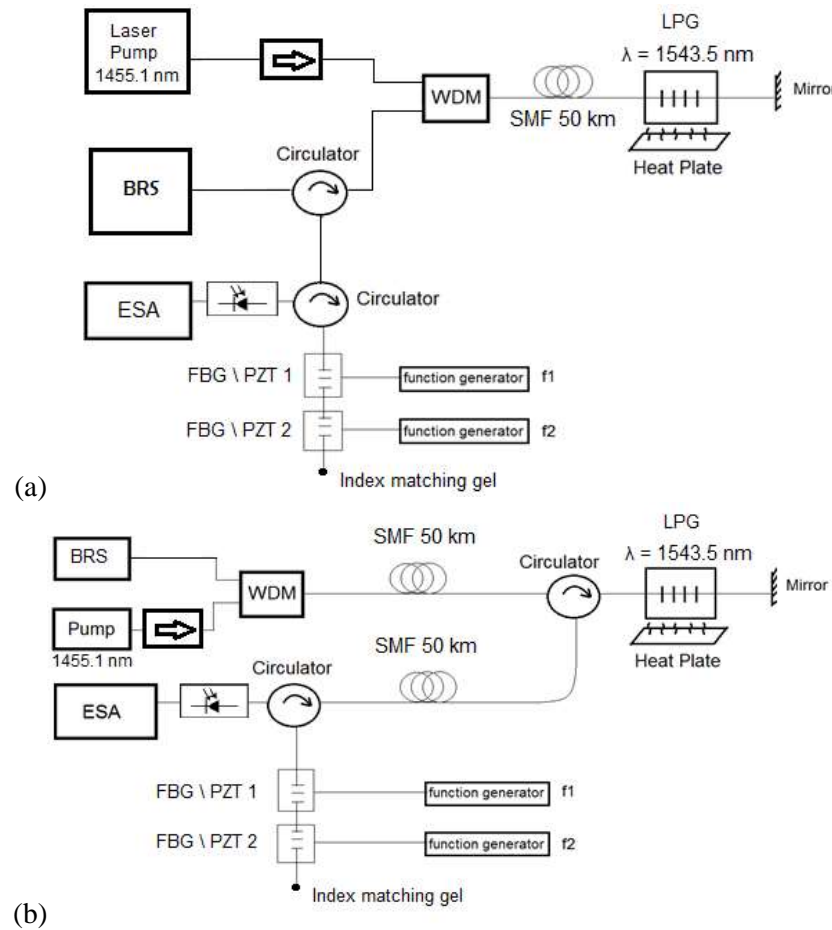 Laser
Pump
1455.1 nm
LPG
λ = 1543.5 nm
WDM
SMF 50 km
Mirror
Heat Plate
Circulator
BRS
ESA
Circulator
FBG \ PZT 1
function generator f1
FBG \ PZT 2
function generator f2
Index matching gel
(a)
BRS
Pump
1455.1 nm
WDM
SMF 50 km
Circulator
LPG
λ = 1543.5 nm
Mirror
Heat Plate
SMF 50 km
Circulator
ESA
FBG \ PZT 1
function generator f1
FBG \ PZT 2
function generator f2
Index matching gel
(b)